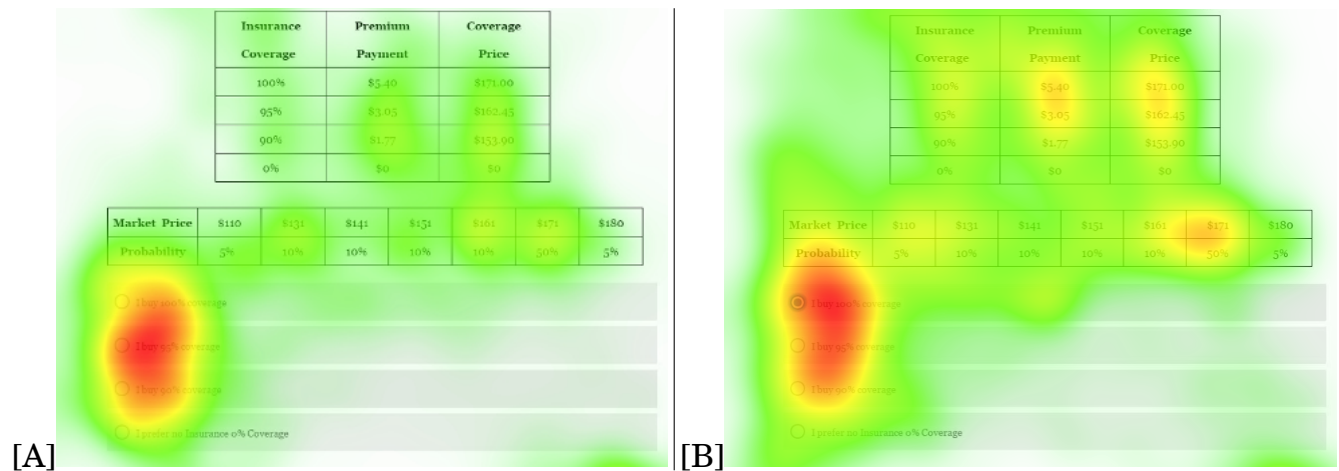 Insurance Coverage Premium Payment Coverage Price
100% $5.40 $171.00
95% $3.05 $162.45
90% $1.77 $153.90
0% $0 $0
Market Price $110 $131 $141 $151 $161 $171 $180
Probability 5% 10% 10% 10% 10% 50% 5%
I buy 100% coverage
I buy 95% coverage
I buy 90% coverage
I prefer no Insurance 0% Coverage
[A]
Insurance Coverage Premium Payment Coverage Price
100% $5.40 $171.00
95% $3.05 $162.45
90% $1.77 $153.90
0% $0 $0
Market Price $110 $131 $141 $151 $161 $171 $180
Probability 5% 10% 10% 10% 10% 50% 5%
I buy 100% coverage
I buy 95% coverage
I buy 90% coverage
I prefer no Insurance 0% Coverage
[B]